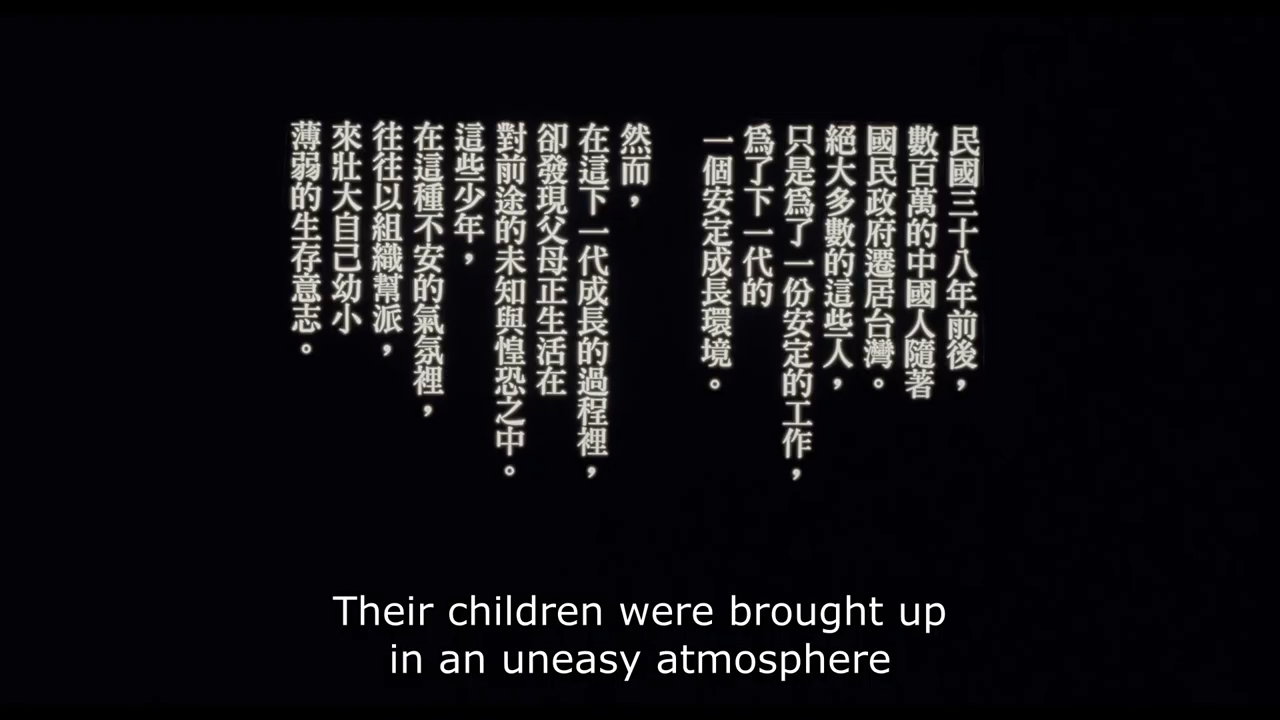 民國三十八年前後，
數百萬的中國人隨著
國民政府遷居台灣。
絕大多數的這些人，
只是爲了一份安定的工作，
爲了下一代的
一個安定成長環境。
然而，
在這下一代成長的過程裡，
卻發現父母正生活在
對前途的未知與惶恐之中。
這些少年，
在這種不安的氣氛裡，
往往以組織幫派，
來壯大自己幼小
薄弱的生存意志。
Their children were brought up
in an uneasy atmosphere